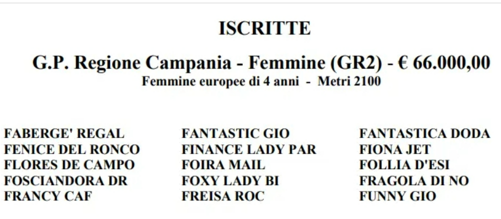 ISCRITTE
G.P. Regione Campania - Femmine (GR2) - € 66.000,00
Femmine europee di 4 anni - Metri 2100
FABERGE' REGAL FANTASTIC GIO FANTASTICA DODA
FENICE DEL RONCO FINANCE LADY PAR FIONA JET
FLORES DE CAMPO FOIRA MAIL FOLLIA D'ESI
FOSCIANDORA DR FOXY LADY BI FRAGOLA DI NO
FRANCY CAF FREISA ROC FUNNY GIO